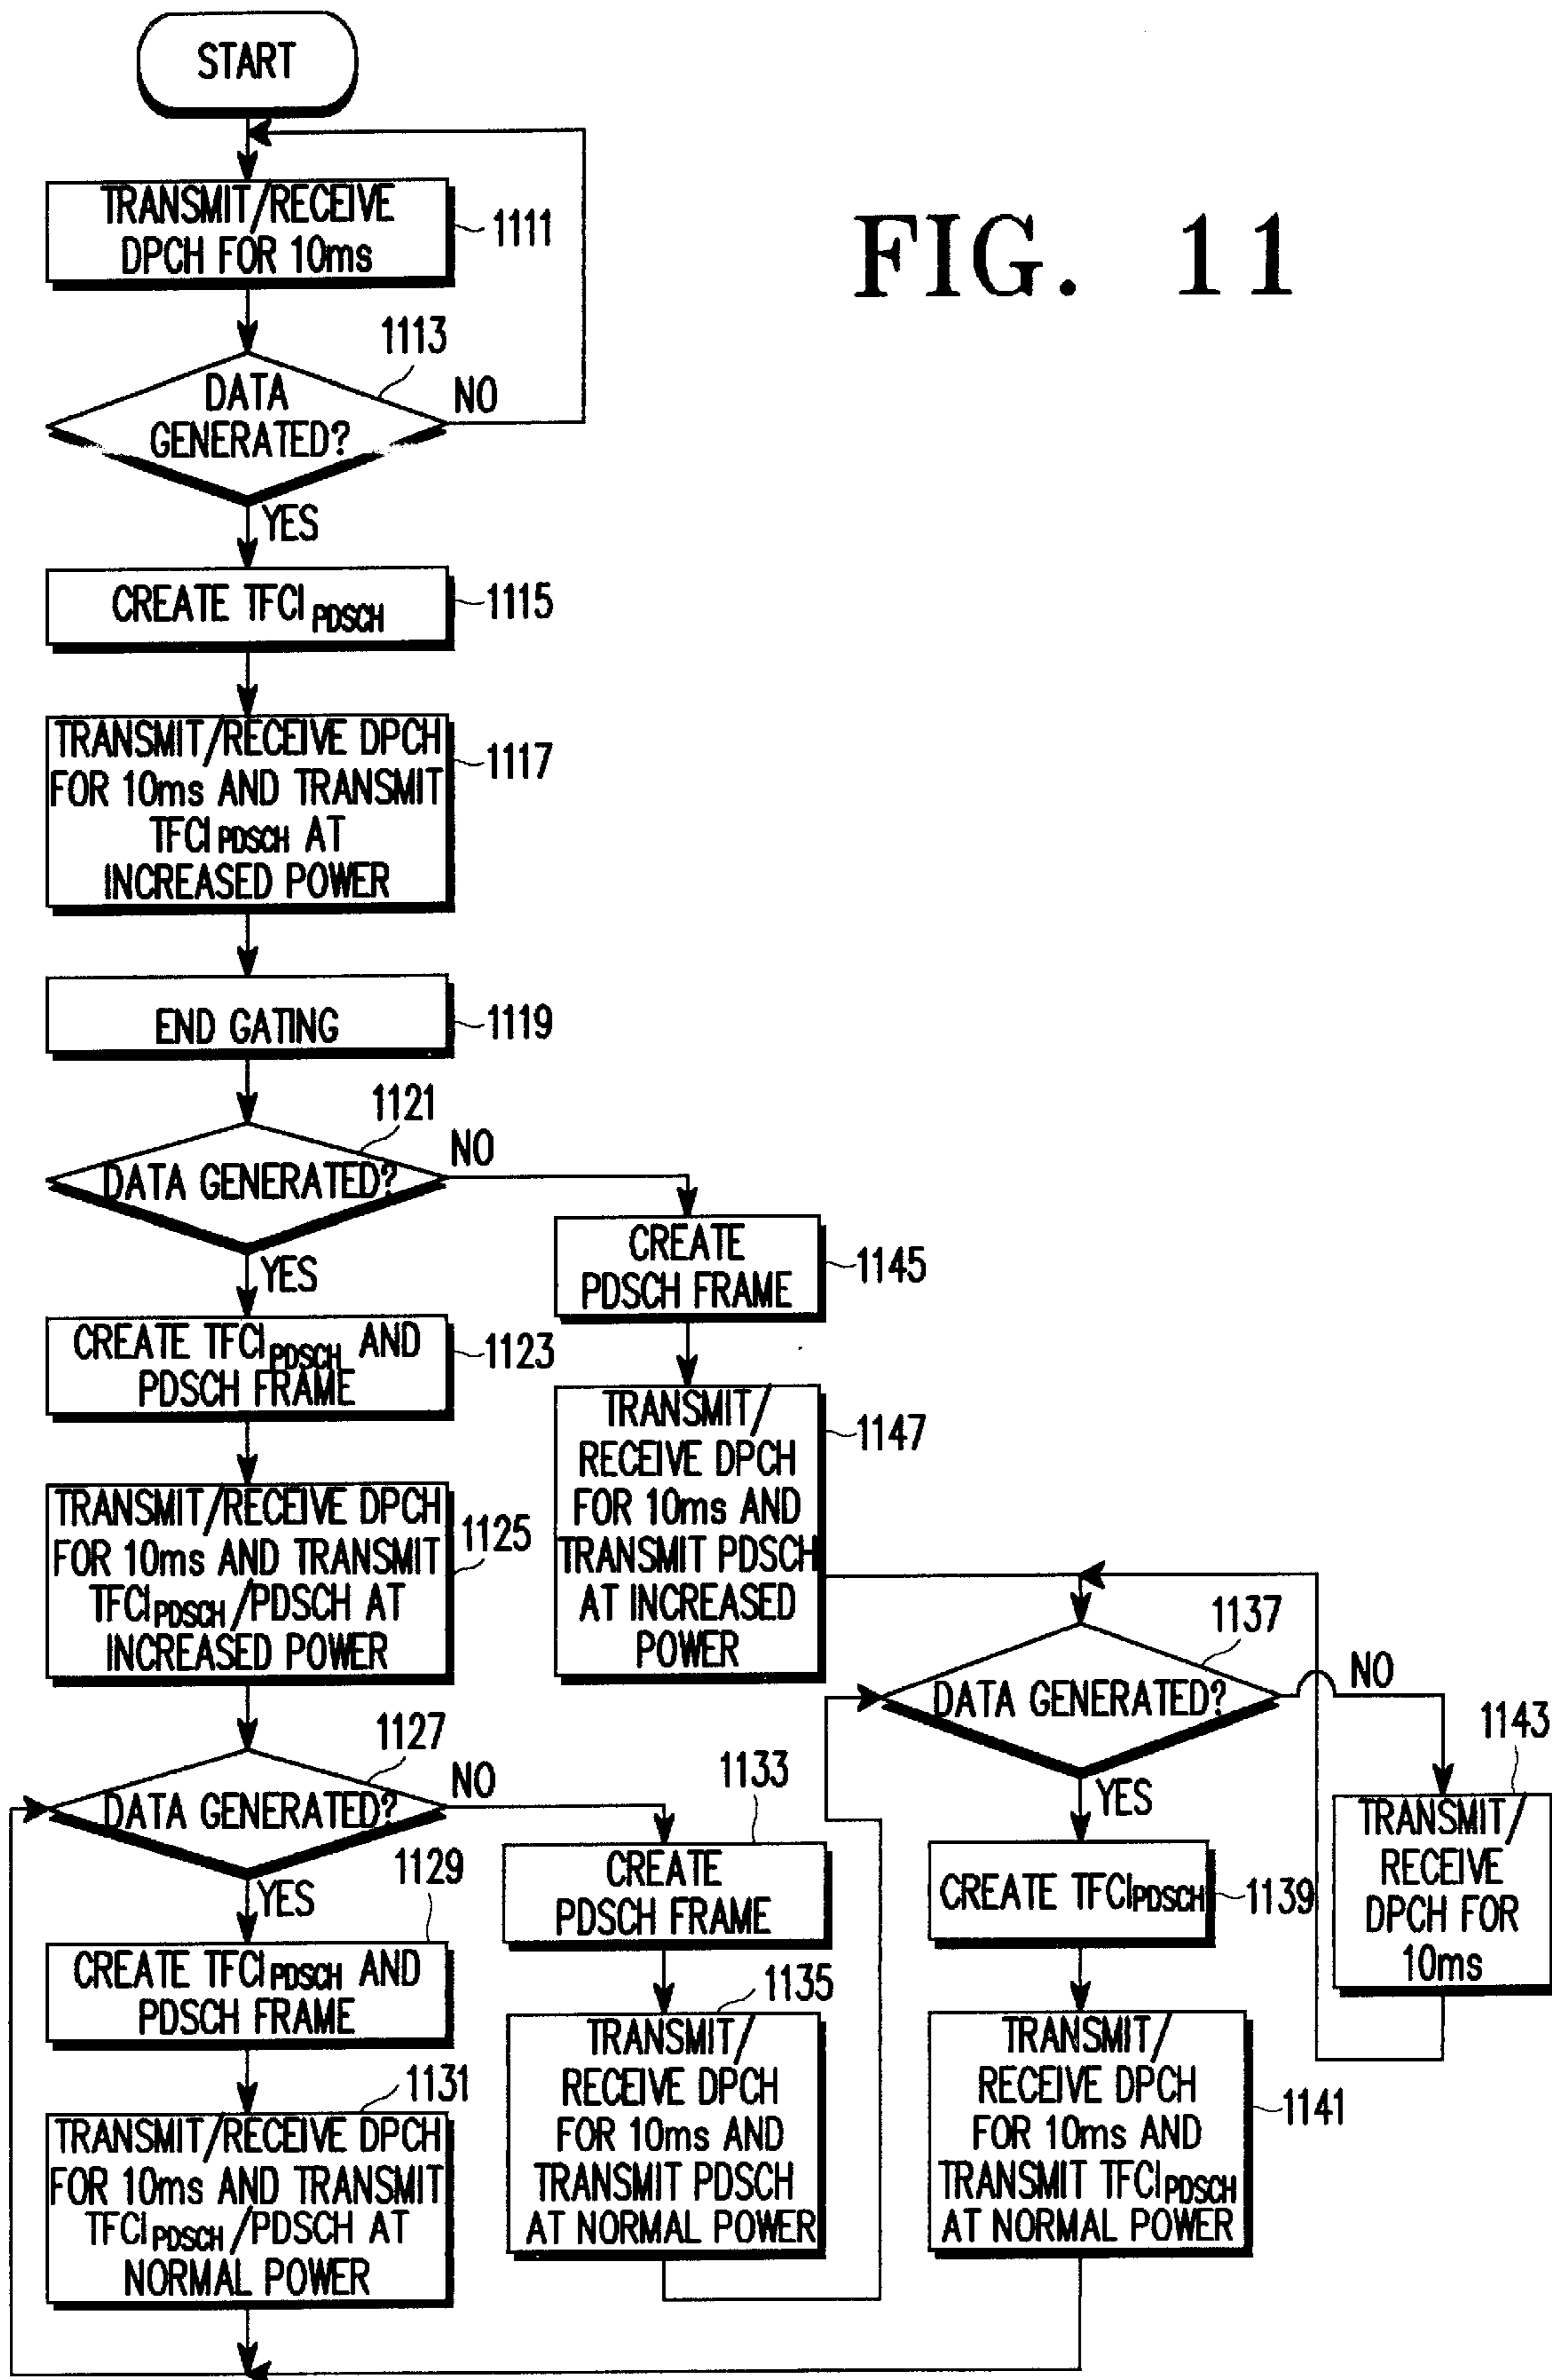 START
TRANSMIT/RECEIVE
DPCH FOR 10ms
1111
FIG. 11
1113
DATA
GENERATED?
NO
YES
CREATE TFCI PDSCH
1115
TRANSMIT/RECEIVE DPCH
FOR 10ms AND TRANSMIT
TFCI PDSCH AT
INCREASED POWER
1117
END GATING
1119
1121
DATA GENERATED?
NO
YES
CREATE TFCI PDSCH AND
PDSCH FRAME
1123
CREATE
PDSCH FRAME
1145
TRANSMIT/RECEIVE DPCH
FOR 10ms AND TRANSMIT
TFCI PDSCH/PDSCH AT
INCREASED POWER
1125
TRANSMIT/
RECEIVE DPCH
FOR 10ms AND
TRANSMIT PDSCH
AT INCREASED
POWER
1147
1127
DATA GENERATED?
NO
YES
1129
CREATE TFCI PDSCH AND
PDSCH FRAME
1131
TRANSMIT/RECEIVE DPCH
FOR 10ms AND TRANSMIT
TFCI PDSCH/PDSCH AT
NORMAL POWER
1133
CREATE
PDSCH FRAME
1135
TRANSMIT/
RECEIVE DPCH
FOR 10ms AND
TRANSMIT PDSCH
AT NORMAL POWER
1137
DATA GENERATED?
NO
YES
CREATE TFCI PDSCH
1139
TRANSMIT/
RECEIVE DPCH
FOR 10ms AND
TRANSMIT TFCI PDSCH
AT NORMAL POWER
1141
1143
TRANSMIT/
RECEIVE
DPCH FOR
10ms